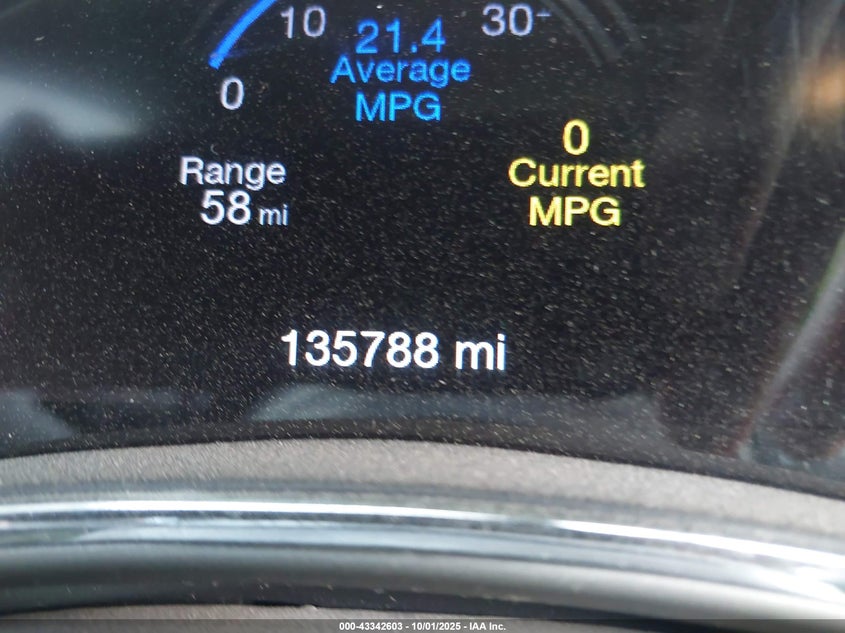 10 30
21.4
Average
MPG
0
Range
58 mi
0
Current
MPG
135788 mi
000-43342603 - 10/01/2025 - IAA Inc.